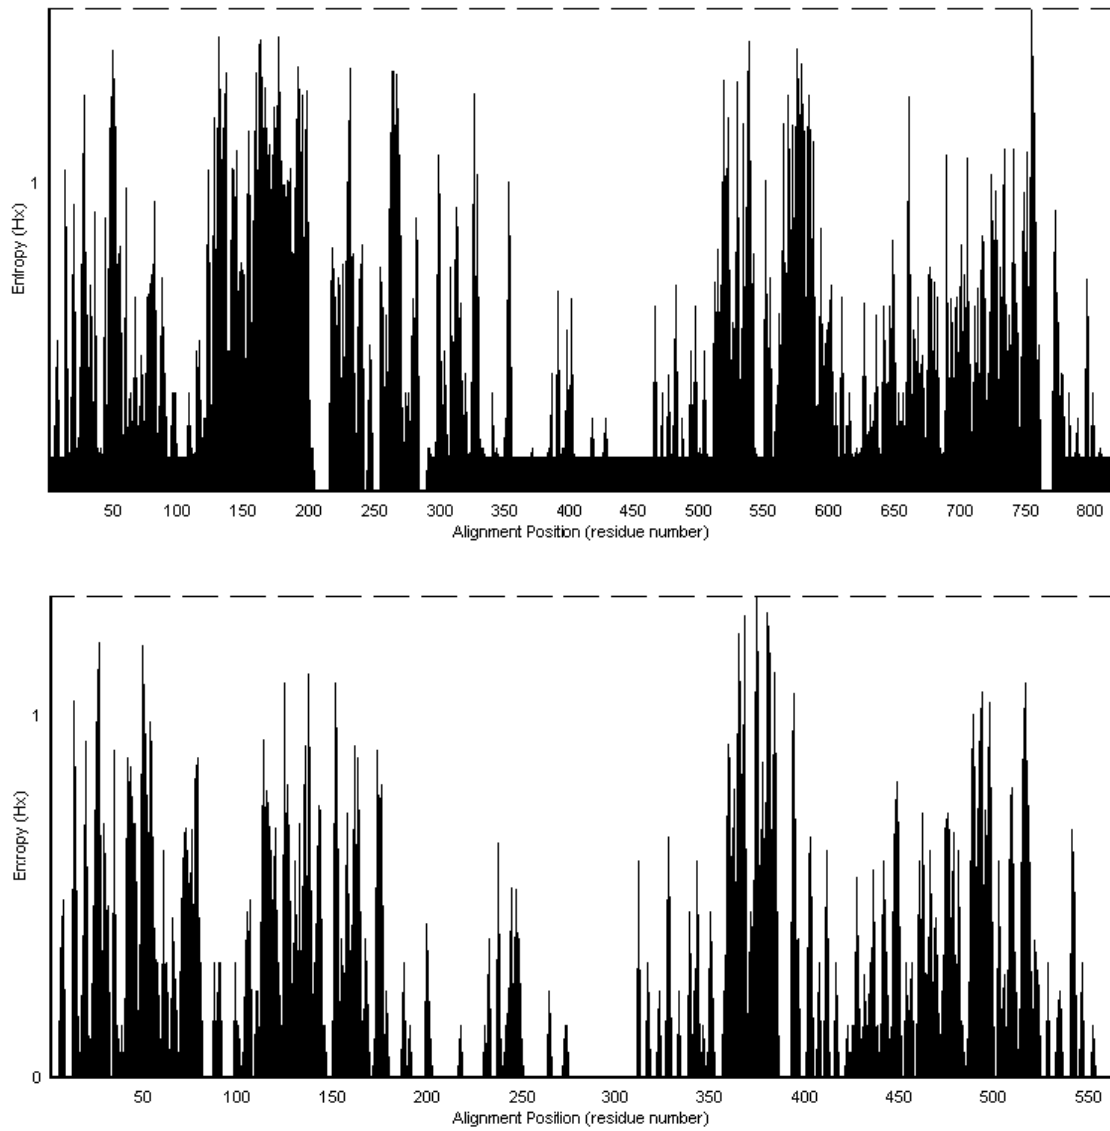 Entropy (Hx)
1
50 100 150 200 250 300 350 400 450 500 550 600 650 700 750 800
Alignment Position (residue number)
Entropy (Hx)
1
0
50 100 150 200 250 300 350 400 450 500 550
Alignment Position (residue number)